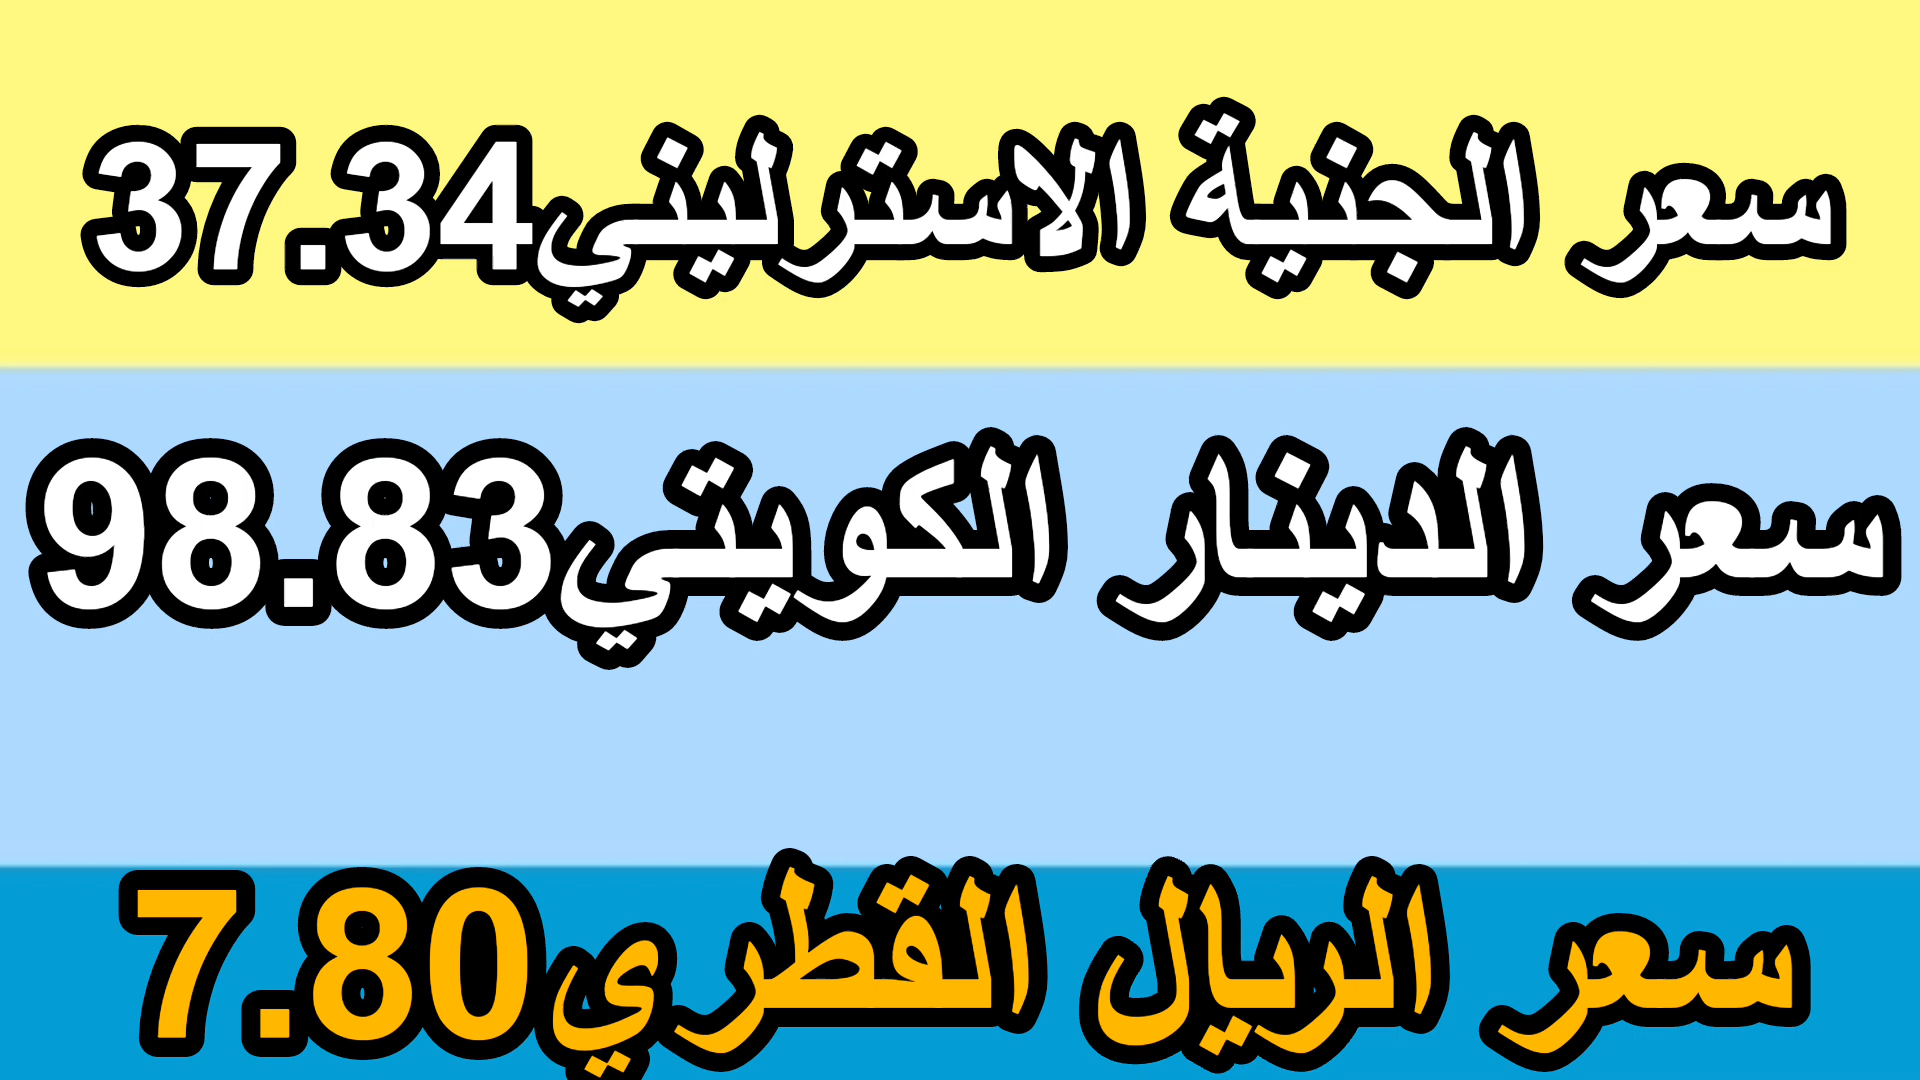 سعر الجنية الاسترليني37.34
سعر الدينار الكويتي98.83
سعر الريال القطري7.80